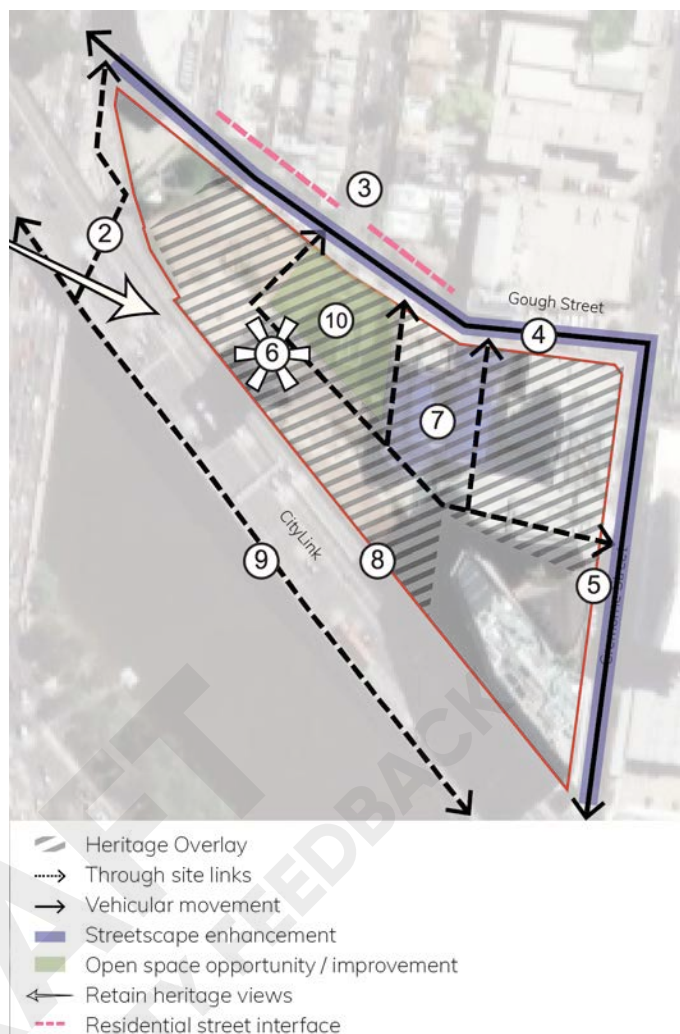 3
2
Gough Street
4
10
6
7
CityLink
9
8
5
Heritage Overlay
Through site links
Vehicular movement
Streetscape enhancement
Open space opportunity / improvement
Retain heritage views
Residential street interface
FEEDBACK